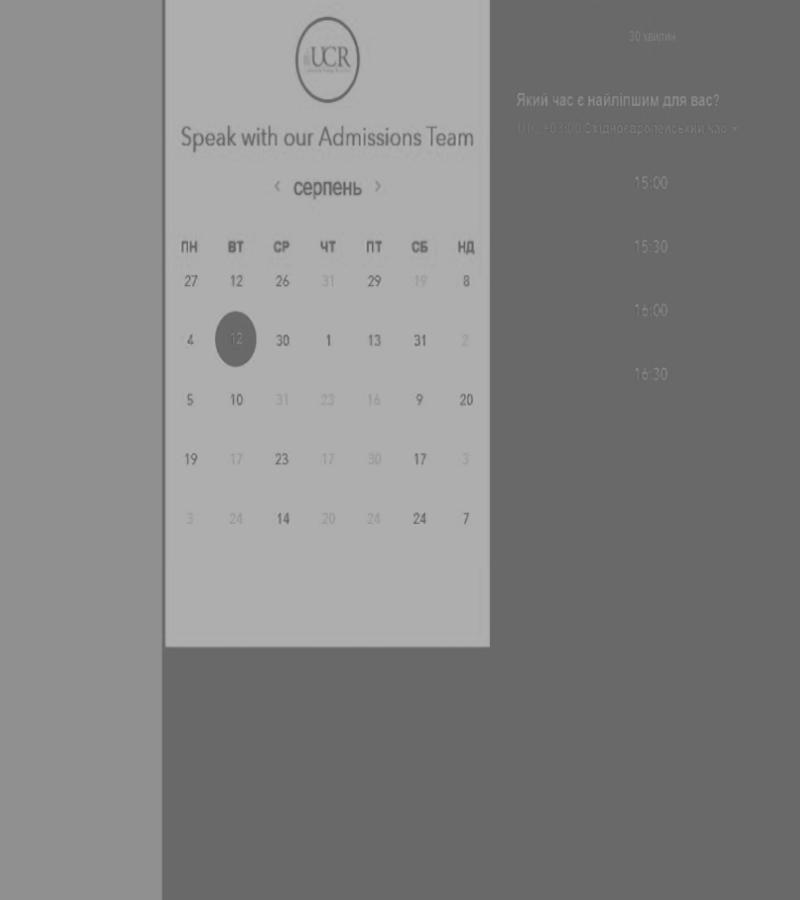 UCR
Speak with our Admissions Team
‹ серпень ›
ПН ВТ СР ЧТ ПТ СБ НД
27 12 26 31 29 19 8
4 12 30 1 13 31 2
5 10 31 23 16 9 20
19 17 23 17 30 17 3
3 24 14 20 24 24 7
30 хвилин
Який час є найліпшим для вас?
UTC +03:00 Східноєвропейський час
15:00
15:30
16:00
16:30